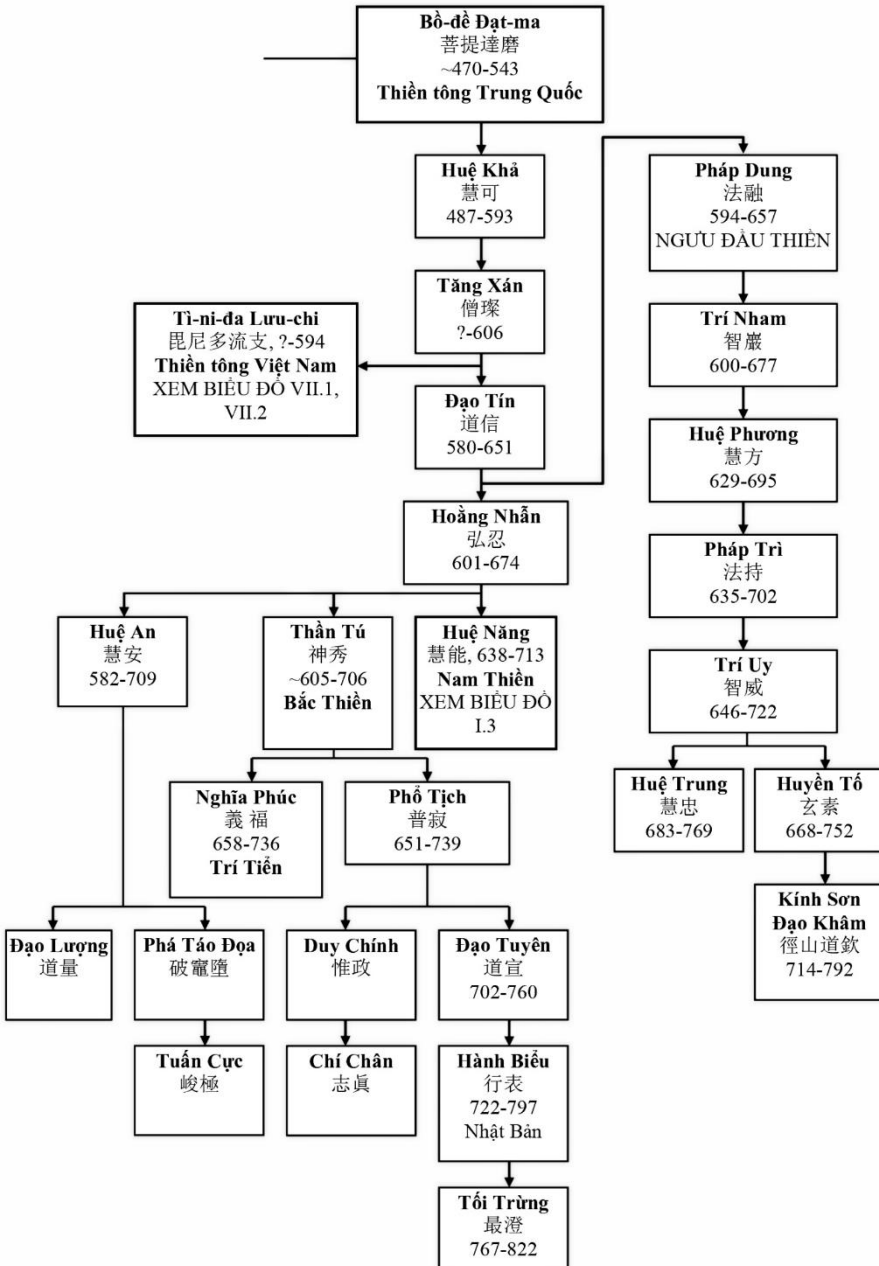 Bồ-đề Đạt-ma
菩提達磨
~470-543
Thiền tông Trung Quốc
Huệ Khả
慧可
487-593
Tăng Xán
僧璨
?-606
Tì-ni-đa Lưu-chi
毘尼多流支, ?-594
Thiền tông Việt Nam
XEM BIỂU ĐỒ VII.1,
VII.2
Đạo Tín
道信
580-651
Hoằng Nhẫn
弘忍
601-674
Pháp Dung
法融
594-657
NGƯU ĐẦU THIỀN
Trí Nham
智巖
600-677
Huệ Phương
慧方
629-695
Pháp Trì
法持
635-702
Trí Uy
智威
646-722
Huệ Trung
慧忠
683-769
Huyền Tố
玄素
668-752
Kính Sơn
Đạo Khâm
徑山道欽
714-792
Huệ An
慧安
582-709
Thần Tú
神秀
~605-706
Bắc Thiền
Huệ Năng
慧能, 638-713
Nam Thiền
XEM BIỂU ĐỒ
I.3
Nghĩa Phúc
義 福
658-736
Trí Tiển
Phổ Tịch
普寂
651-739
Đạo Lượng
道量
Phá Táo Đọa
破竈墮
Duy Chính
惟政
Đạo Tuyên
道宣
702-760
Tuấn Cực
峻極
Chí Chân
志眞
Hành Biểu
行表
722-797
Nhật Bản
Tối Trừng
最澄
767-822